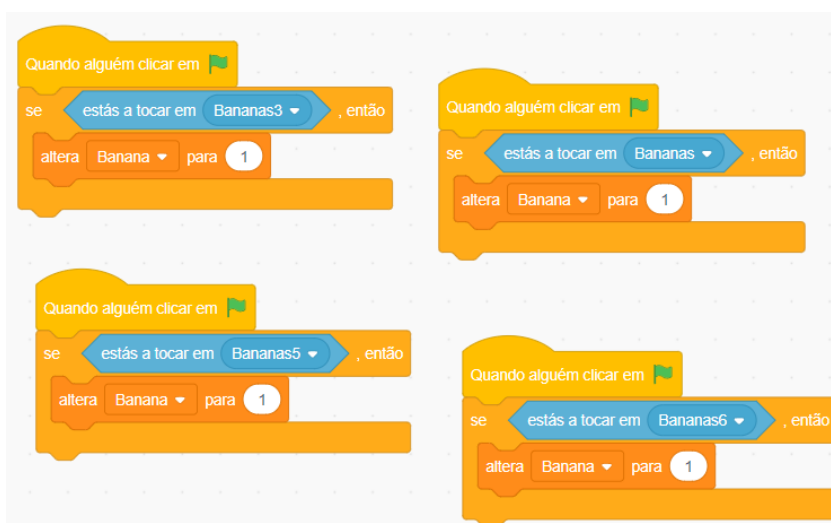 Quando alguém clicar em
se estás a tocar em Bananas3 , então
altera Banana para 1
Quando alguém clicar em
se estás a tocar em Bananas , então
altera Banana para 1
Quando alguém clicar em
se estás a tocar em Bananas5 , então
altera Banana para 1
Quando alguém clicar em
se estás a tocar em Bananas6 , então
altera Banana para 1